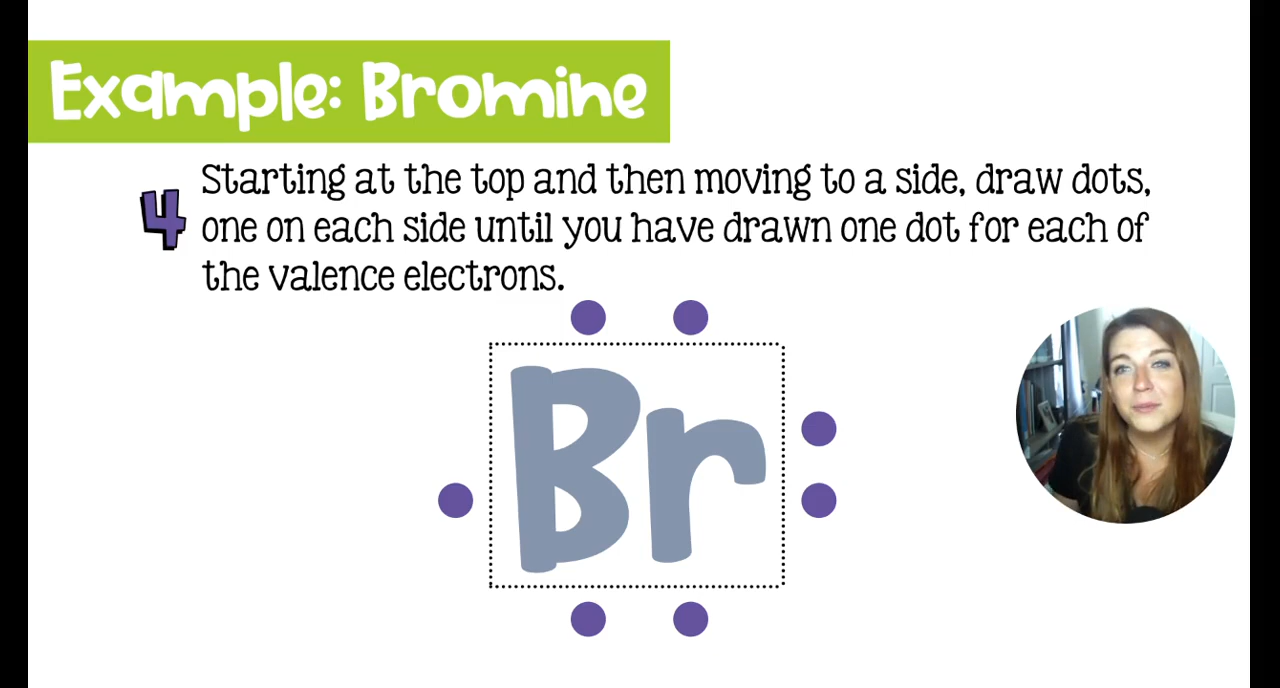 Example: Bromine
4
Starting at the top and then moving to a side, draw dots,
one on each side until you have drawn one dot for each of
the valence electrons.
Br